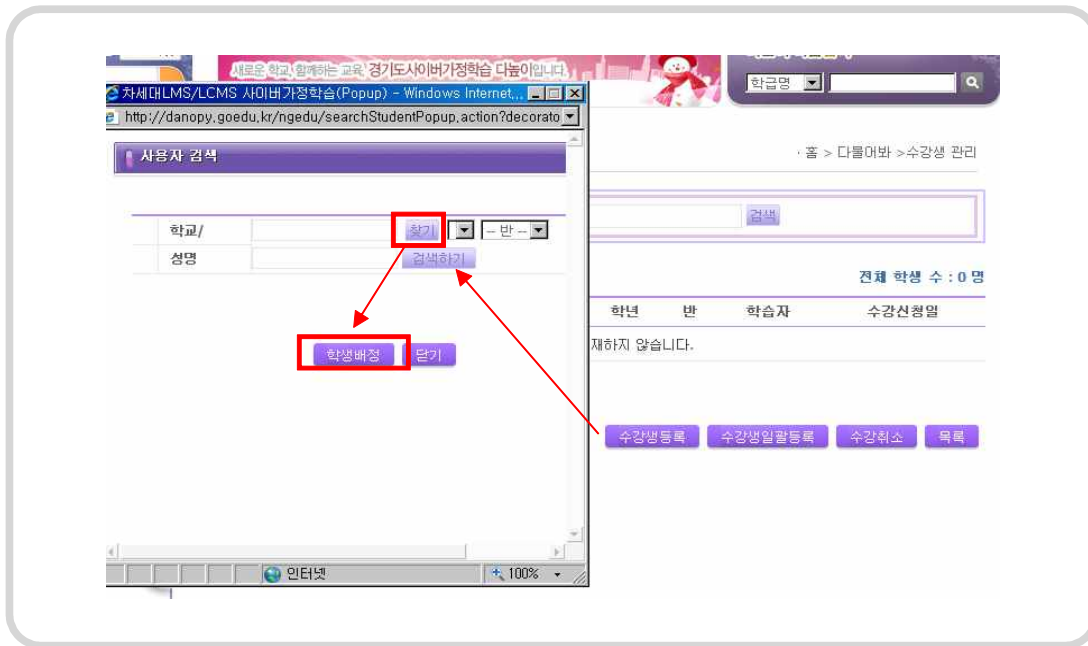 새로운 학교, 함께하는 교육, 경기도사이버가정학습 다높이입니다.
학급명
차세대LMS/LCMS 사이버가정학습(Popup) - Windows Internet...
http://danopy.goedu.kr/ngedu/searchStudentPopup.action?decorato
사용자 검색
· 홈 > 다물어봐 >수강생 관리
검색
학교/ 찾기 -- 반 --
성명 검색하기
전체 학생 수 : 0 명
학년 반 학습자 수강신청일
재하지 않습니다.
학생배정 닫기
수강생등록 수강생일괄등록 수강취소 목록
인터넷 100%